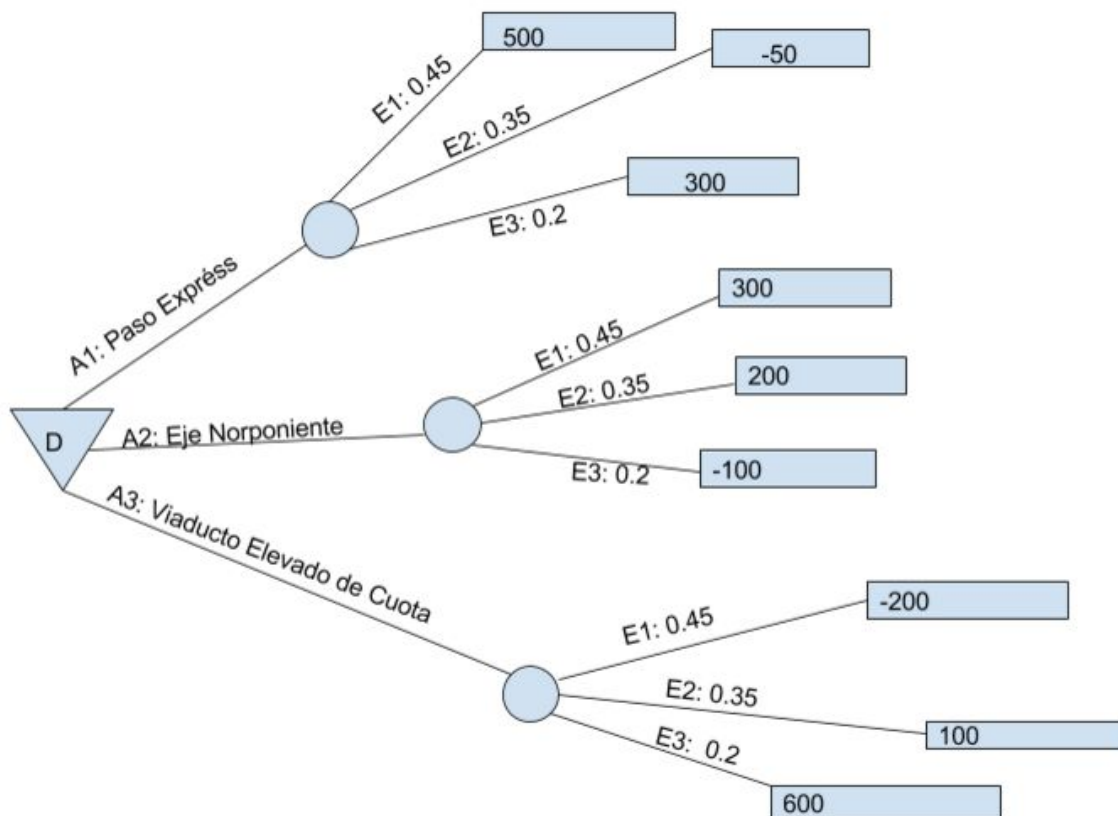 500
-50
E1: 0.45
E2: 0.35
300
E3: 0.2
A1: Paso Expréss
300
E1: 0.45
200
E2: 0.35
D
A2: Eje Norponiente
-100
E3: 0.2
A3: Viaducto Elevado de Cuota
-200
E1: 0.45
E2: 0.35
100
E3: 0.2
600